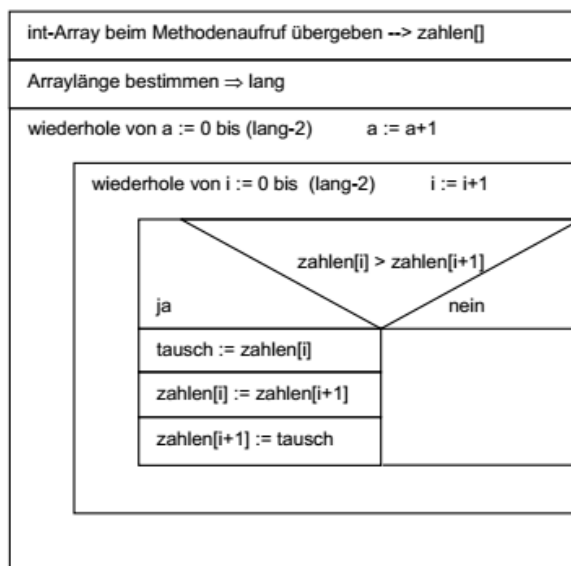 int-Array beim Methodenaufruf übergeben --> zahlen[]
Arraylänge bestimmen ⇒ lang
wiederhole von a := 0 bis (lang-2) a := a+1
wiederhole von i := 0 bis (lang-2) i := i+1
zahlen[i] > zahlen[i+1]
ja nein
tausch := zahlen[i]
zahlen[i] := zahlen[i+1]
zahlen[i+1] := tausch